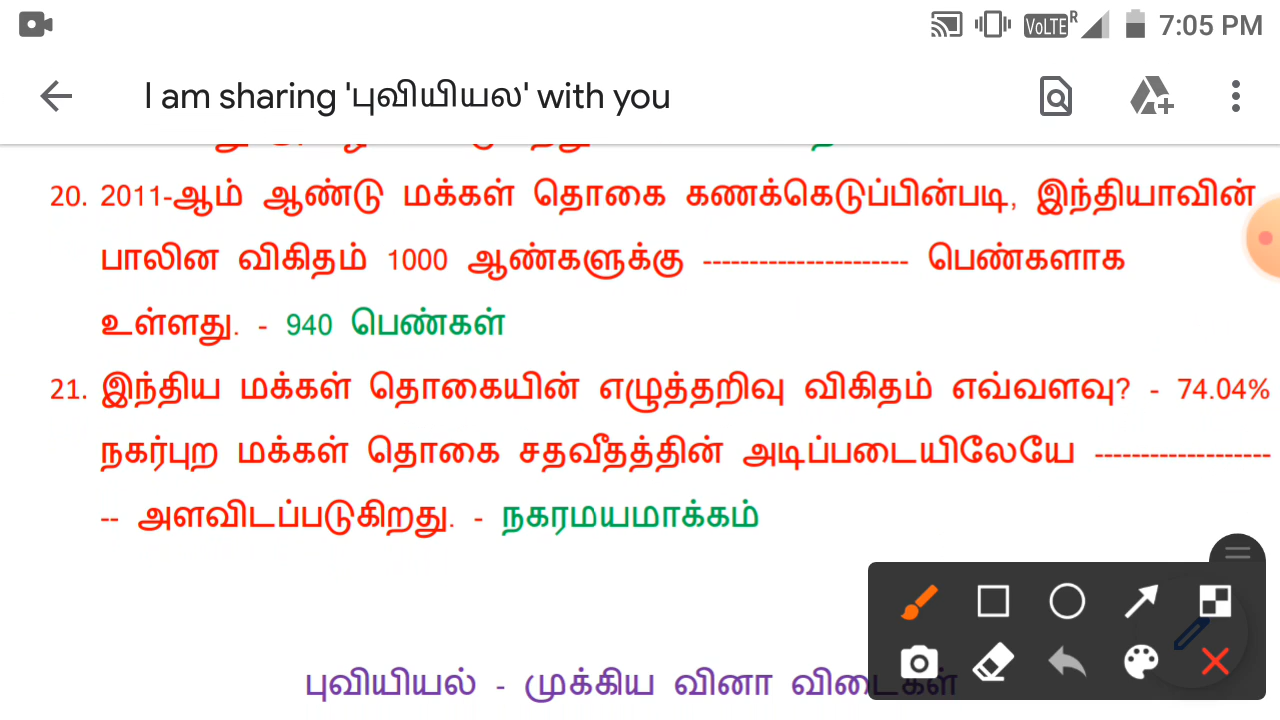 VoLTE R 7:05 PM
I am sharing 'புவியியல' with you
20. 2011-ஆம் ஆண்டு மக்கள் தொகை கணக்கெடுப்பின்படி, இந்தியாவின்
பாலின விகிதம் 1000 ஆண்களுக்கு ---------------------- பெண்களாக
உள்ளது. - 940 பெண்கள்
21. இந்திய மக்கள் தொகையின் எழுத்தறிவு விகிதம் எவ்வளவு? - 74.04%
நகர்புற மக்கள் தொகை சதவீதத்தின் அடிப்படையிலேயே -------------------
-- அளவிடப்படுகிறது. - நகரமயமாக்கம்
புவியியல் - முக்கிய வினா விடைகள்